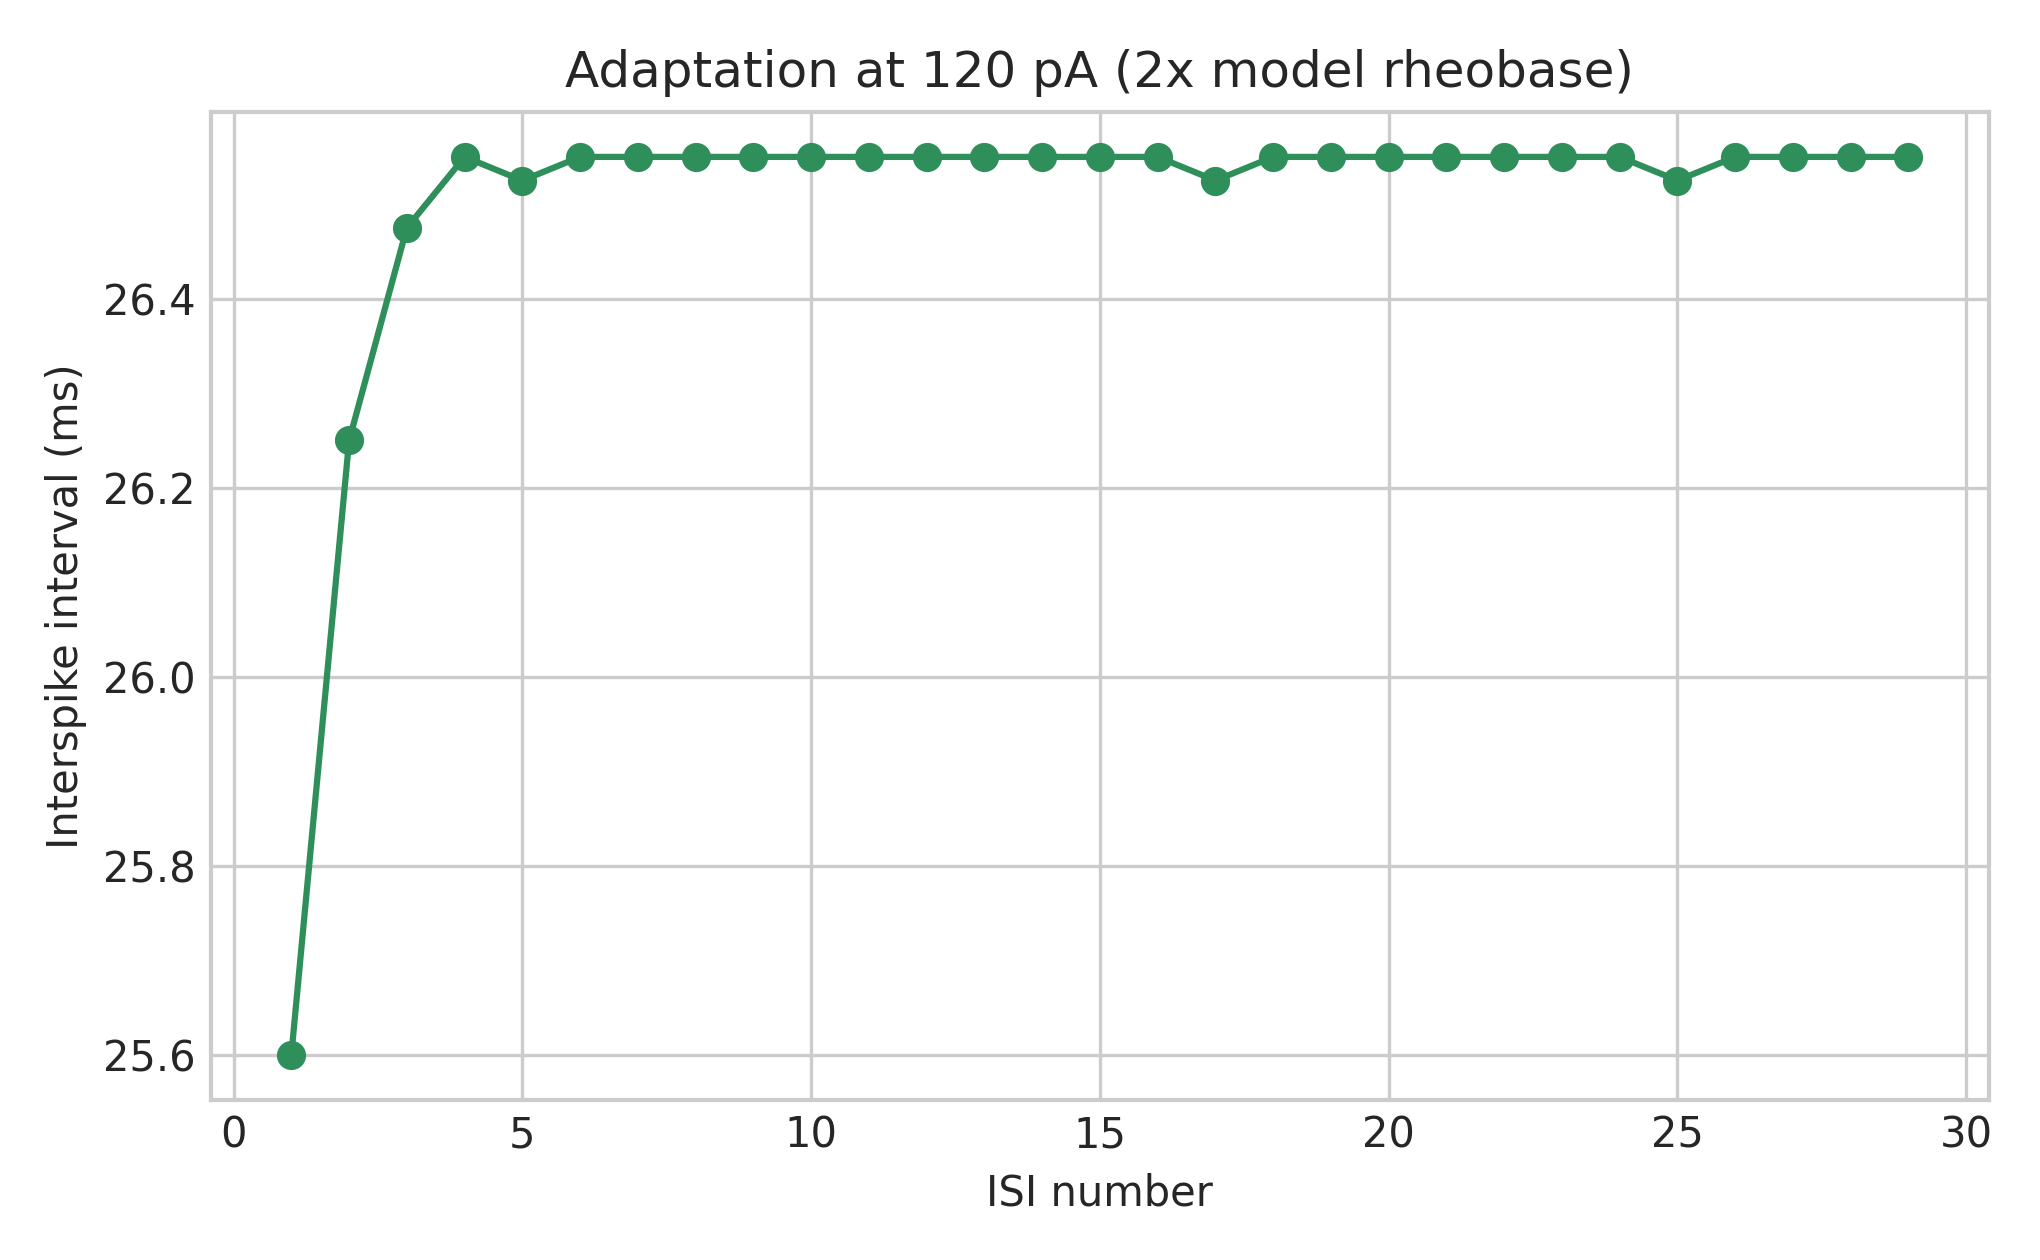 Adaptation at 120 pA (2x model rheobase)
Interspike interval (ms)
26.4
26.2
26.0
25.8
25.6
0 5 10 15 20 25 30
ISI number